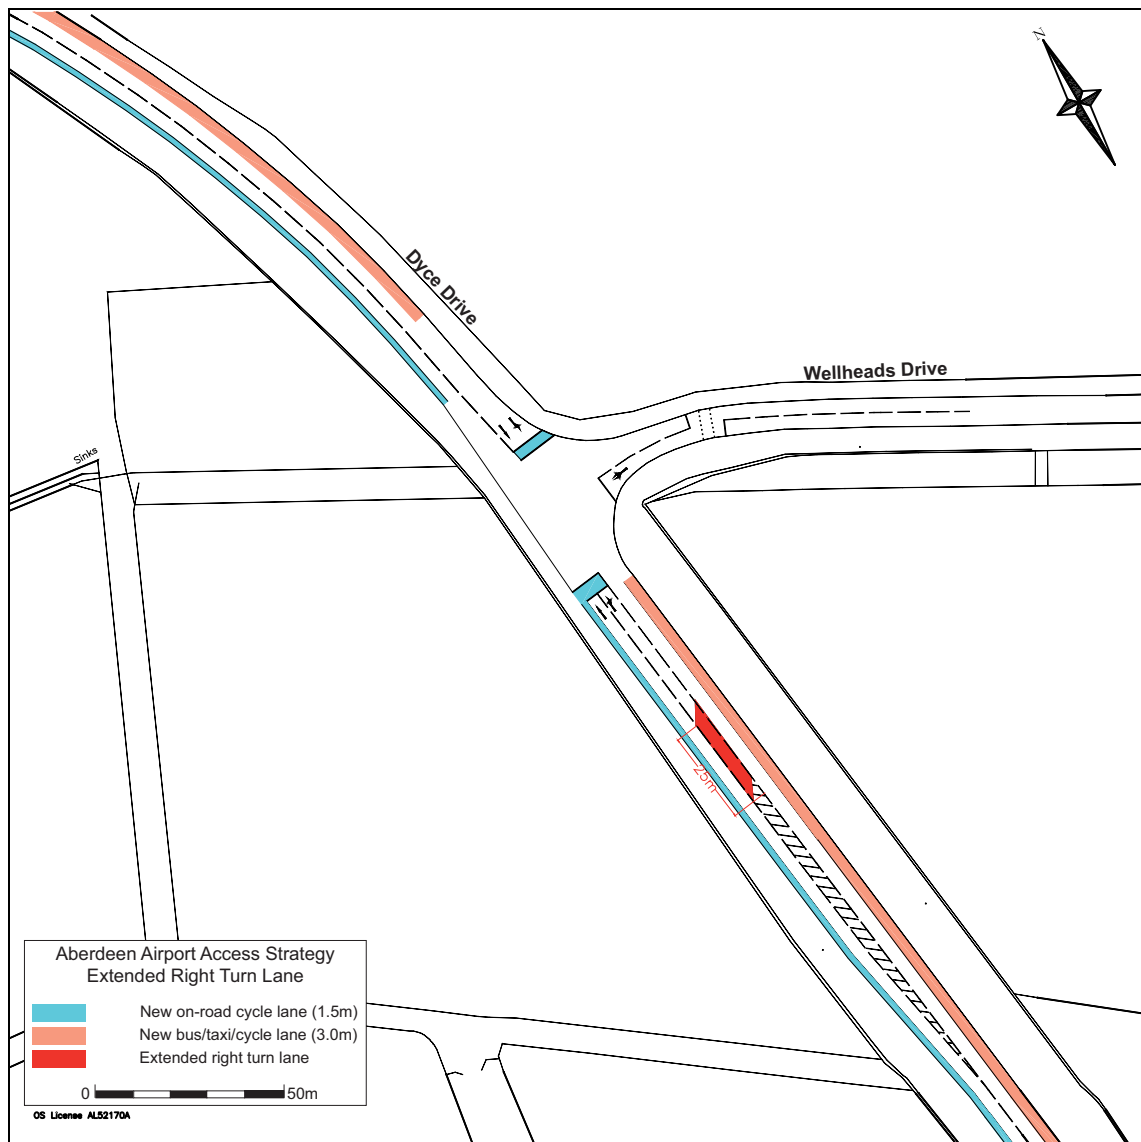 N
Dyce Drive
Wellheads Drive
Sinks
25m
Aberdeen Airport Access Strategy
Extended Right Turn Lane
New on-road cycle lane (1.5m)
New bus/taxi/cycle lane (3.0m)
Extended right turn lane
0 50m
OS License AL52170A